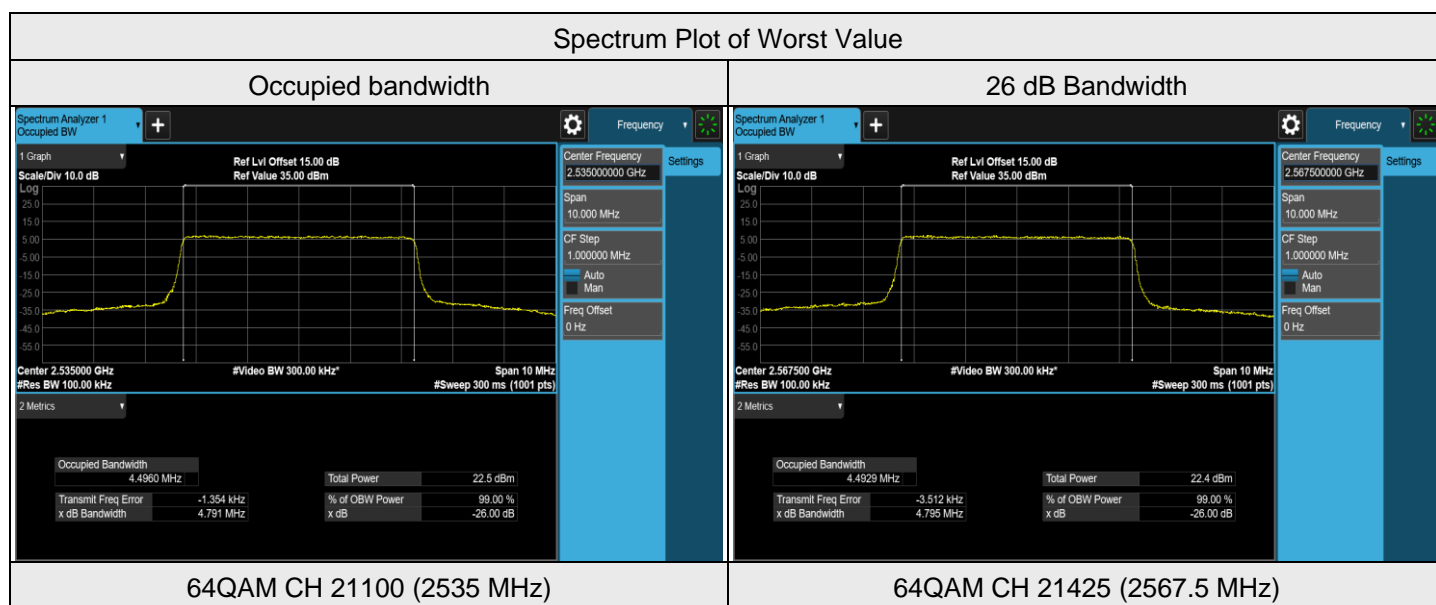 Spectrum Plot of Worst Value
Occupied bandwidth
26 dB Bandwidth
Spectrum Analyzer 1
Occupied BW
+
Frequency
1 Graph
Scale/Div 10.0 dB
Ref Lvl Offset 15.00 dB
Ref Value 35.00 dBm
Log
25.0
15.0
5.00
-5.00
-15.0
-25.0
-35.0
-45.0
-55.0
Center 2.535000 GHz
#Video BW 300.00 kHz*
Span 10 MHz
#Res BW 100.00 kHz
#Sweep 300 ms (1001 pts)
Center Frequency
2.535000000 GHz
Settings
Span
10.000 MHz
CF Step
1.000000 MHz
Auto
Man
Freq Offset
0 Hz
2 Metrics
Occupied Bandwidth
4.4960 MHz
Total Power 22.5 dBm
Transmit Freq Error -1.354 kHz
% of OBW Power 99.00 %
x dB Bandwidth 4.791 MHz
x dB -26.00 dB
64QAM CH 21100 (2535 MHz)
Spectrum Analyzer 1
Occupied BW
+
Frequency
1 Graph
Scale/Div 10.0 dB
Ref Lvl Offset 15.00 dB
Ref Value 35.00 dBm
Log
25.0
15.0
5.00
-5.00
-15.0
-25.0
-35.0
-45.0
-55.0
Center 2.567500 GHz
#Video BW 300.00 kHz*
Span 10 MHz
#Res BW 100.00 kHz
#Sweep 300 ms (1001 pts)
Center Frequency
2.567500000 GHz
Settings
Span
10.000 MHz
CF Step
1.000000 MHz
Auto
Man
Freq Offset
0 Hz
2 Metrics
Occupied Bandwidth
4.4929 MHz
Total Power 22.4 dBm
Transmit Freq Error -3.512 kHz
% of OBW Power 99.00 %
x dB Bandwidth 4.795 MHz
x dB -26.00 dB
64QAM CH 21425 (2567.5 MHz)